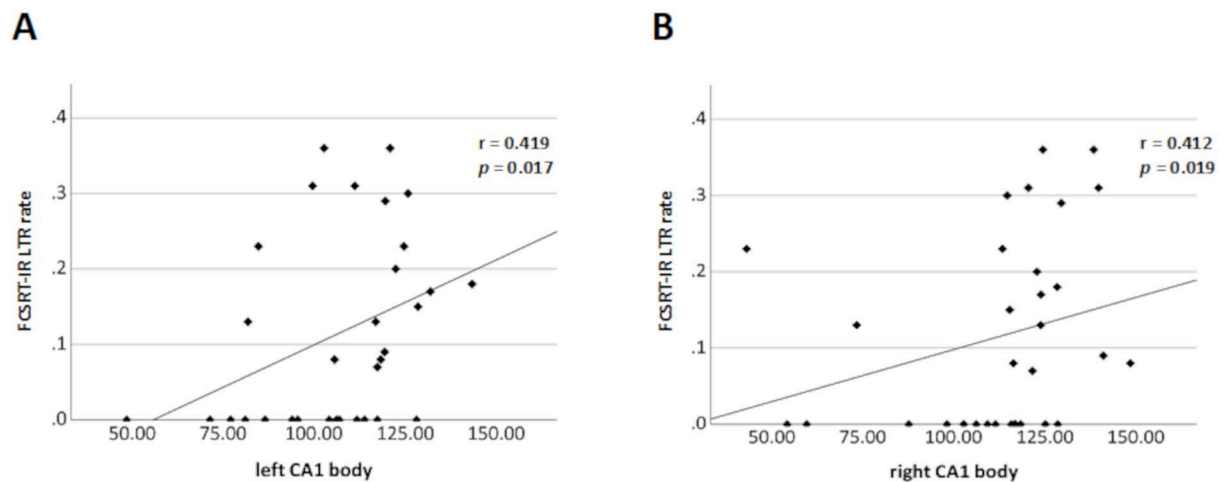 A
FCSRT-IR LTR rate
.4
.3
.2
.1
.0
r = 0.419
p = 0.017
50.00 75.00 100.00 125.00 150.00
left CA1 body
B
FCSRT-IR LTR rate
.4
.3
.2
.1
.0
r = 0.412
p = 0.019
50.00 75.00 100.00 125.00 150.00
right CA1 body